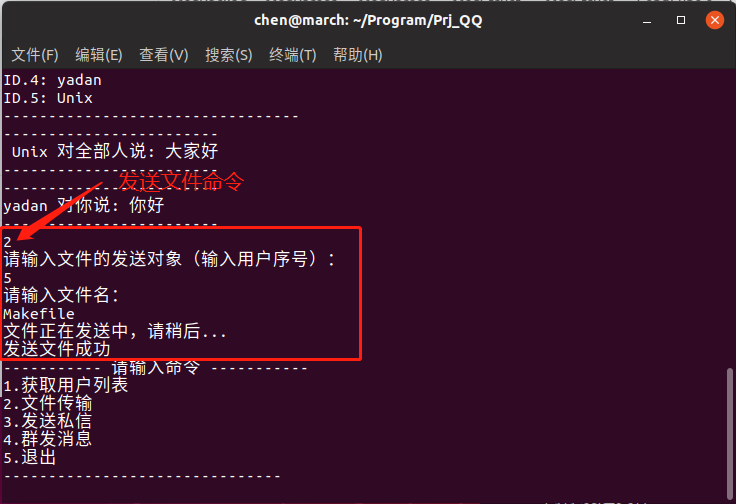 chen@march: ~/Program/Prj_QQ
文件(F) 编辑(E) 查看(V) 搜索(S) 终端(T) 帮助(H)
ID.4: yadan
ID.5: Unix
---------------------------------
------------------------
Unix 对全部人说: 大家好
------------------------
------------------------
发送文件命令
yadan 对你说: 你好
------------------------
2
请输入文件的发送对象（输入用户序号）:
5
请输入文件名:
Makefile
文件正在发送中，请稍后...
发送文件成功
----------- 请输入命令 -----------
1.获取用户列表
2.文件传输
3.发送私信
4.群发消息
5.退出
-------------------------------